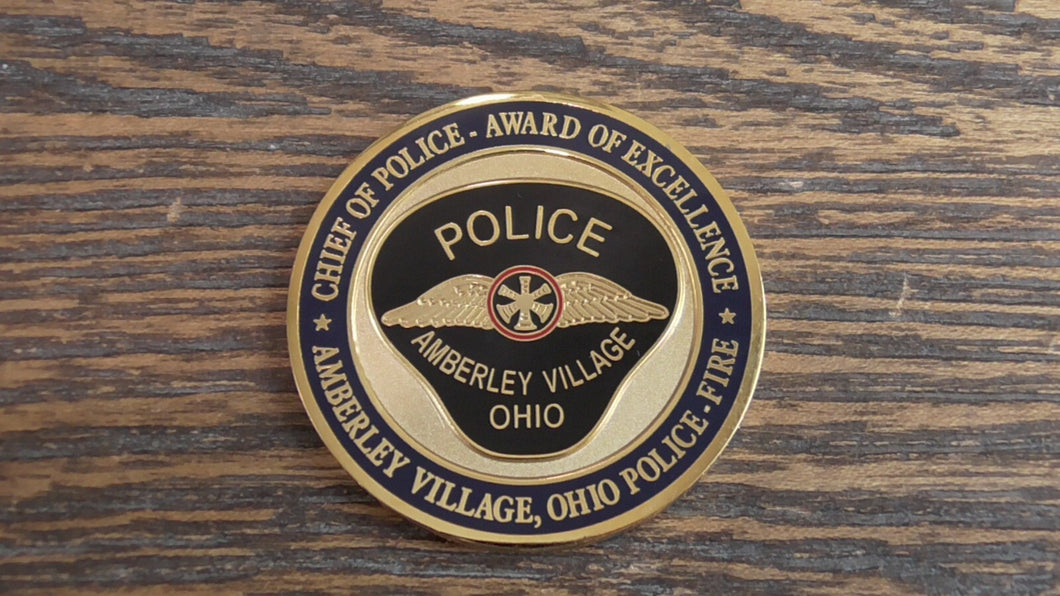 CHIEF OF POLICE - AWARD OF EXCELLENCE
POLICE
AMBERLEY VILLAGE
OHIO
AMBERLEY VILLAGE, OHIO POLICE - FIRE